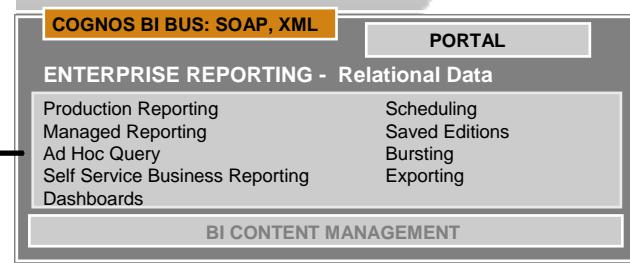 COGNOS BI BUS: SOAP, XML
PORTAL
ENTERPRISE REPORTING - Relational Data
Production Reporting
Managed Reporting
Ad Hoc Query
Self Service Business Reporting
Dashboards
Scheduling
Saved Editions
Bursting
Exporting
BI CONTENT MANAGEMENT